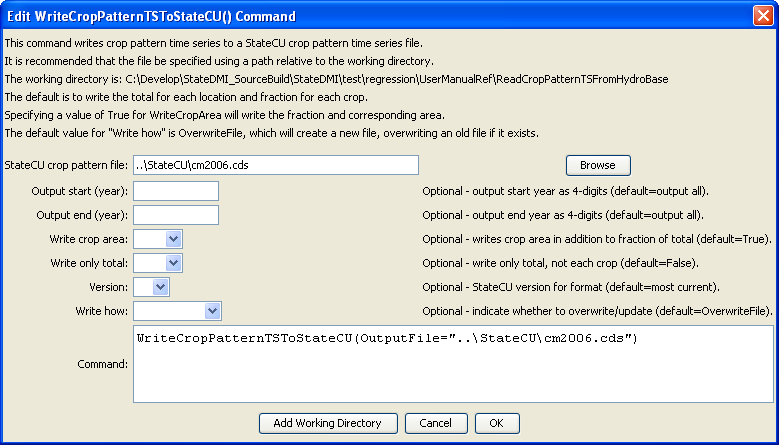 Edit WriteCropPatternTSToStateCU() Command
This command writes crop pattern time series to a StateCU crop pattern time series file.
It is recommended that the file be specified using a path relative to the working directory.
The working directory is: C:\Develop\StateDMI_SourceBuild\StateDMI\test\regression\UserManualRef\ReadCropPatternTSFromHydroBase
The default is to write the total for each location and fraction for each crop.
Specifying a value of True for WriteCropArea will write the fraction and corresponding area.
The default value for "Write how" is OverwriteFile, which will create a new file, overwriting an old file if it exists.
StateCU crop pattern file: ..\StateCU\cm2006.cds Browse
Output start (year): Optional - output start year as 4-digits (default=output all).
Output end (year): Optional - output end year as 4-digits (default=output all).
Write crop area: Optional - writes crop area in addition to fraction of total (default=True).
Write only total: Optional - write only total, not each crop (default=False).
Version: Optional - StateCU version for format (default=most current).
Write how: Optional - indicate whether to overwrite/update (default=OverwriteFile).
Command: WriteCropPatternTSToStateCU(OutputFile="..\StateCU\cm2006.cds")
Add Working Directory Cancel OK